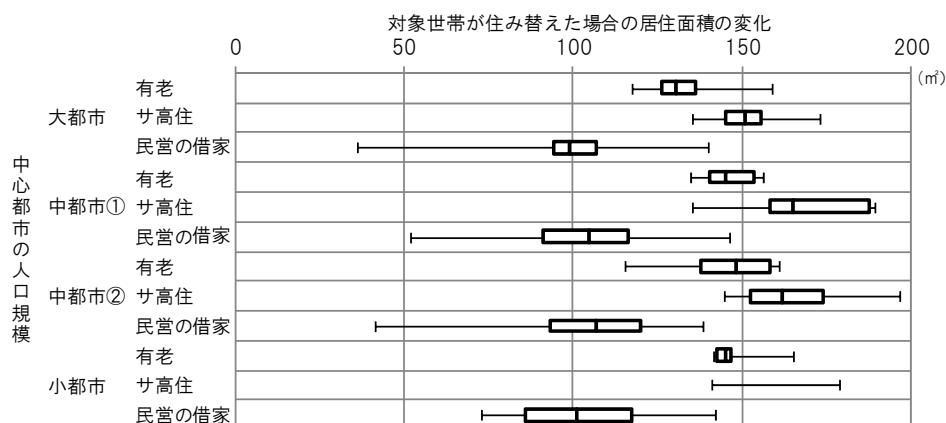 対象世帯が住み替えた場合の居住面積の変化
0 50 100 150 200
(㎡)
中心都市の人口規模
大都市
有老
サ高住
民営の借家
中都市①
有老
サ高住
民営の借家
中都市②
有老
サ高住
民営の借家
小都市
有老
サ高住
民営の借家